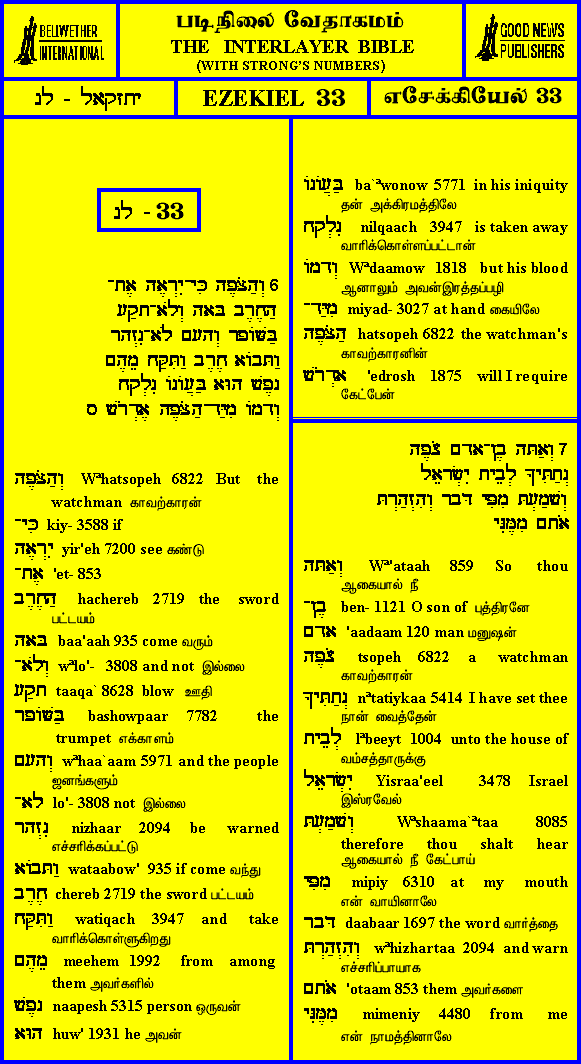 BELLWETHER
INTERNATIONAL
படிநிலை வேதாகமம்
THE INTERLAYER BIBLE
(WITH STRONG'S NUMBERS)
GOOD NEWS
PUBLISHERS
יחזקאל - לג
EZEKIEL 33
எசேக்கியேல் 33
לג - 33
6 וְהַצֹּפֶה כִּי־יִרְאֶה אֶת־
הַחֶרֶב בָּאָה וְלֹא־תָקַע
בַּשּׁוֹפָר וְהָעָם לֹא־נִזְהָר
וַתָּבוֹא חֶרֶב וַתִּקַּח מֵהֶם
נָפֶשׁ הוּא בַּעֲוֹנוֹ נִלְקָח
וְדָמוֹ מִיַּד־הַצֹּפֶה אֶדְרֹשׁ ס
וְהַצֹּפֶה Wªhatsopeh 6822 But the
watchman காவற்காரன்
כִּי־ kiy- 3588 if
יִרְאֶה yir'eh 7200 see கண்டு
אֶת־ 'et- 853
הַחֶרֶב hachereb 2719 the sword
பட்டயம்
בָּאָה baa'aah 935 come வரும்
וְלֹא־ wªlo'- 3808 and not இல்லை
תָקַע taaqa` 8628 blow ஊதி
בַּשּׁוֹפָר bashowpaar 7782 the
trumpet எக்காளம்
וְהָעָם wªhaa`aam 5971 and the people
ஜனங்களும்
לֹא־ lo'- 3808 not இல்லை
נִזְהָר nizhaar 2094 be warned
எச்சரிக்கப்பட்டு
וַתָּבוֹא wataabow' 935 if come வந்து
חֶרֶב chereb 2719 the sword பட்டயம்
וַתִּקַּח watiqach 3947 and take
வாரிக்கொள்ளுகிறது
מֵהֶם meehem 1992 from among
them அவர்களில்
נָפֶשׁ naapesh 5315 person ஒருவன்
הוּא huw' 1931 he அவன்
בַּעֲוֹנוֹ ba`ªwonow 5771 in his iniquity
தன் அக்கிரமத்திலே
נִלְקָח nilqaach 3947 is taken away
வாரிக்கொள்ளப்பட்டான்
וְדָמוֹ Wªdaamow 1818 but his blood
ஆனாலும் அவன்இரத்தப்பழி
מִיַּד־ miyad- 3027 at hand கையிலே
הַצֹּפֶה hatsopeh 6822 the watchman's
காவற்காரனின்
אֶדְרֹשׁ 'edrosh 1875 will I require
கேட்பேன்
7 וְאַתָּה בֶן־אָדָם צֹפֶה
נְתַתִּיךָ לְבֵית יִשְׂרָאֵל
וְשָׁמַעְתָּ מִפִּי דָּבָר וְהִזְהַרְתָּ
אֹתָם מִמֶּנִּי
וְאַתָּה Wª'ataah 859 So thou
ஆகையால் நீ
בֶן־ ben- 1121 O son of புத்திரனே
אָדָם 'aadaam 120 man மனுஷன்
צֹפֶה tsopeh 6822 a watchman
காவற்காரன்
נְתַתִּיךָ nªtatiykaa 5414 I have set thee
நான் வைத்தேன்
לְבֵית lªbeeyt 1004 unto the house of
வம்சத்தாருக்கு
יִשְׂרָאֵל Yisraa'eel 3478 Israel
இஸ்ரவேல்
וְשָׁמַעְתָּ Wªshaama`ªtaa 8085
therefore thou shalt hear
ஆகையால் நீ கேட்பாய்
מִפִּי mipiy 6310 at my mouth
என் வாயினாலே
דָּבָר daabaar 1697 the word வார்த்தை
וְהִזְהַרְתָּ wªhizhartaa 2094 and warn
எச்சரிப்பாயாக
אֹתָם 'otaam 853 them அவர்களை
מִמֶּנִּי mimeniy 4480 from me
என் நாமத்தினாலே